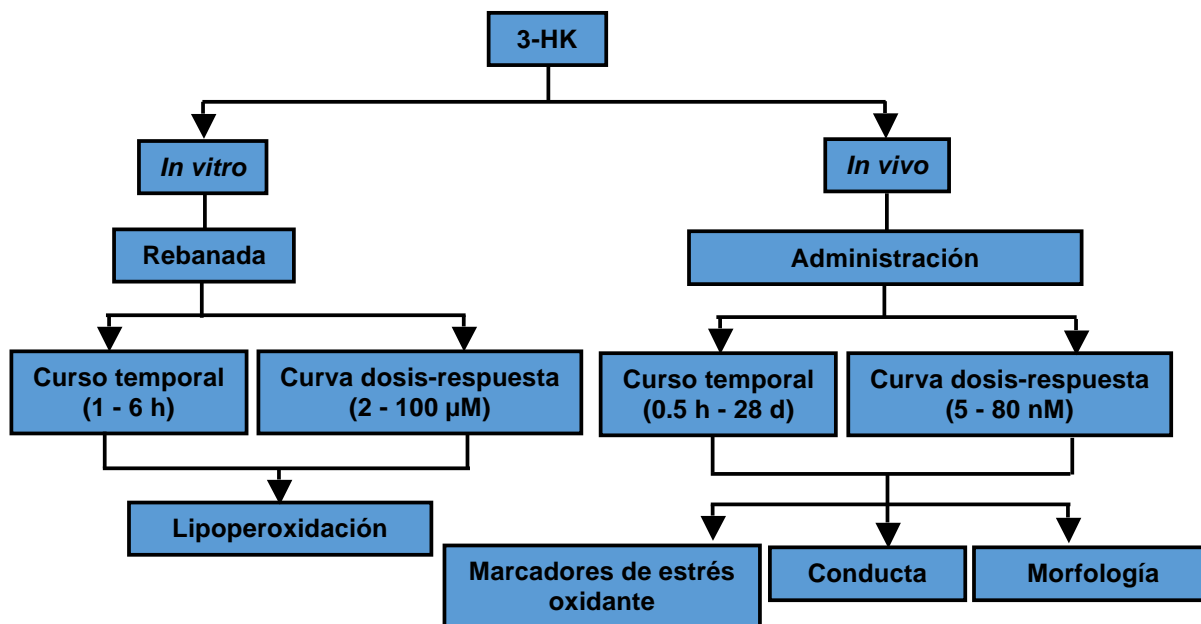 3-HK
In vitro
In vivo
Rebanada
Administración
Curso temporal
(1 - 6 h)
Curva dosis-respuesta
(2 - 100 µM)
Curso temporal
(0.5 h - 28 d)
Curva dosis-respuesta
(5 - 80 nM)
Lipoperoxidación
Marcadores de estrés
oxidante
Conducta
Morfología